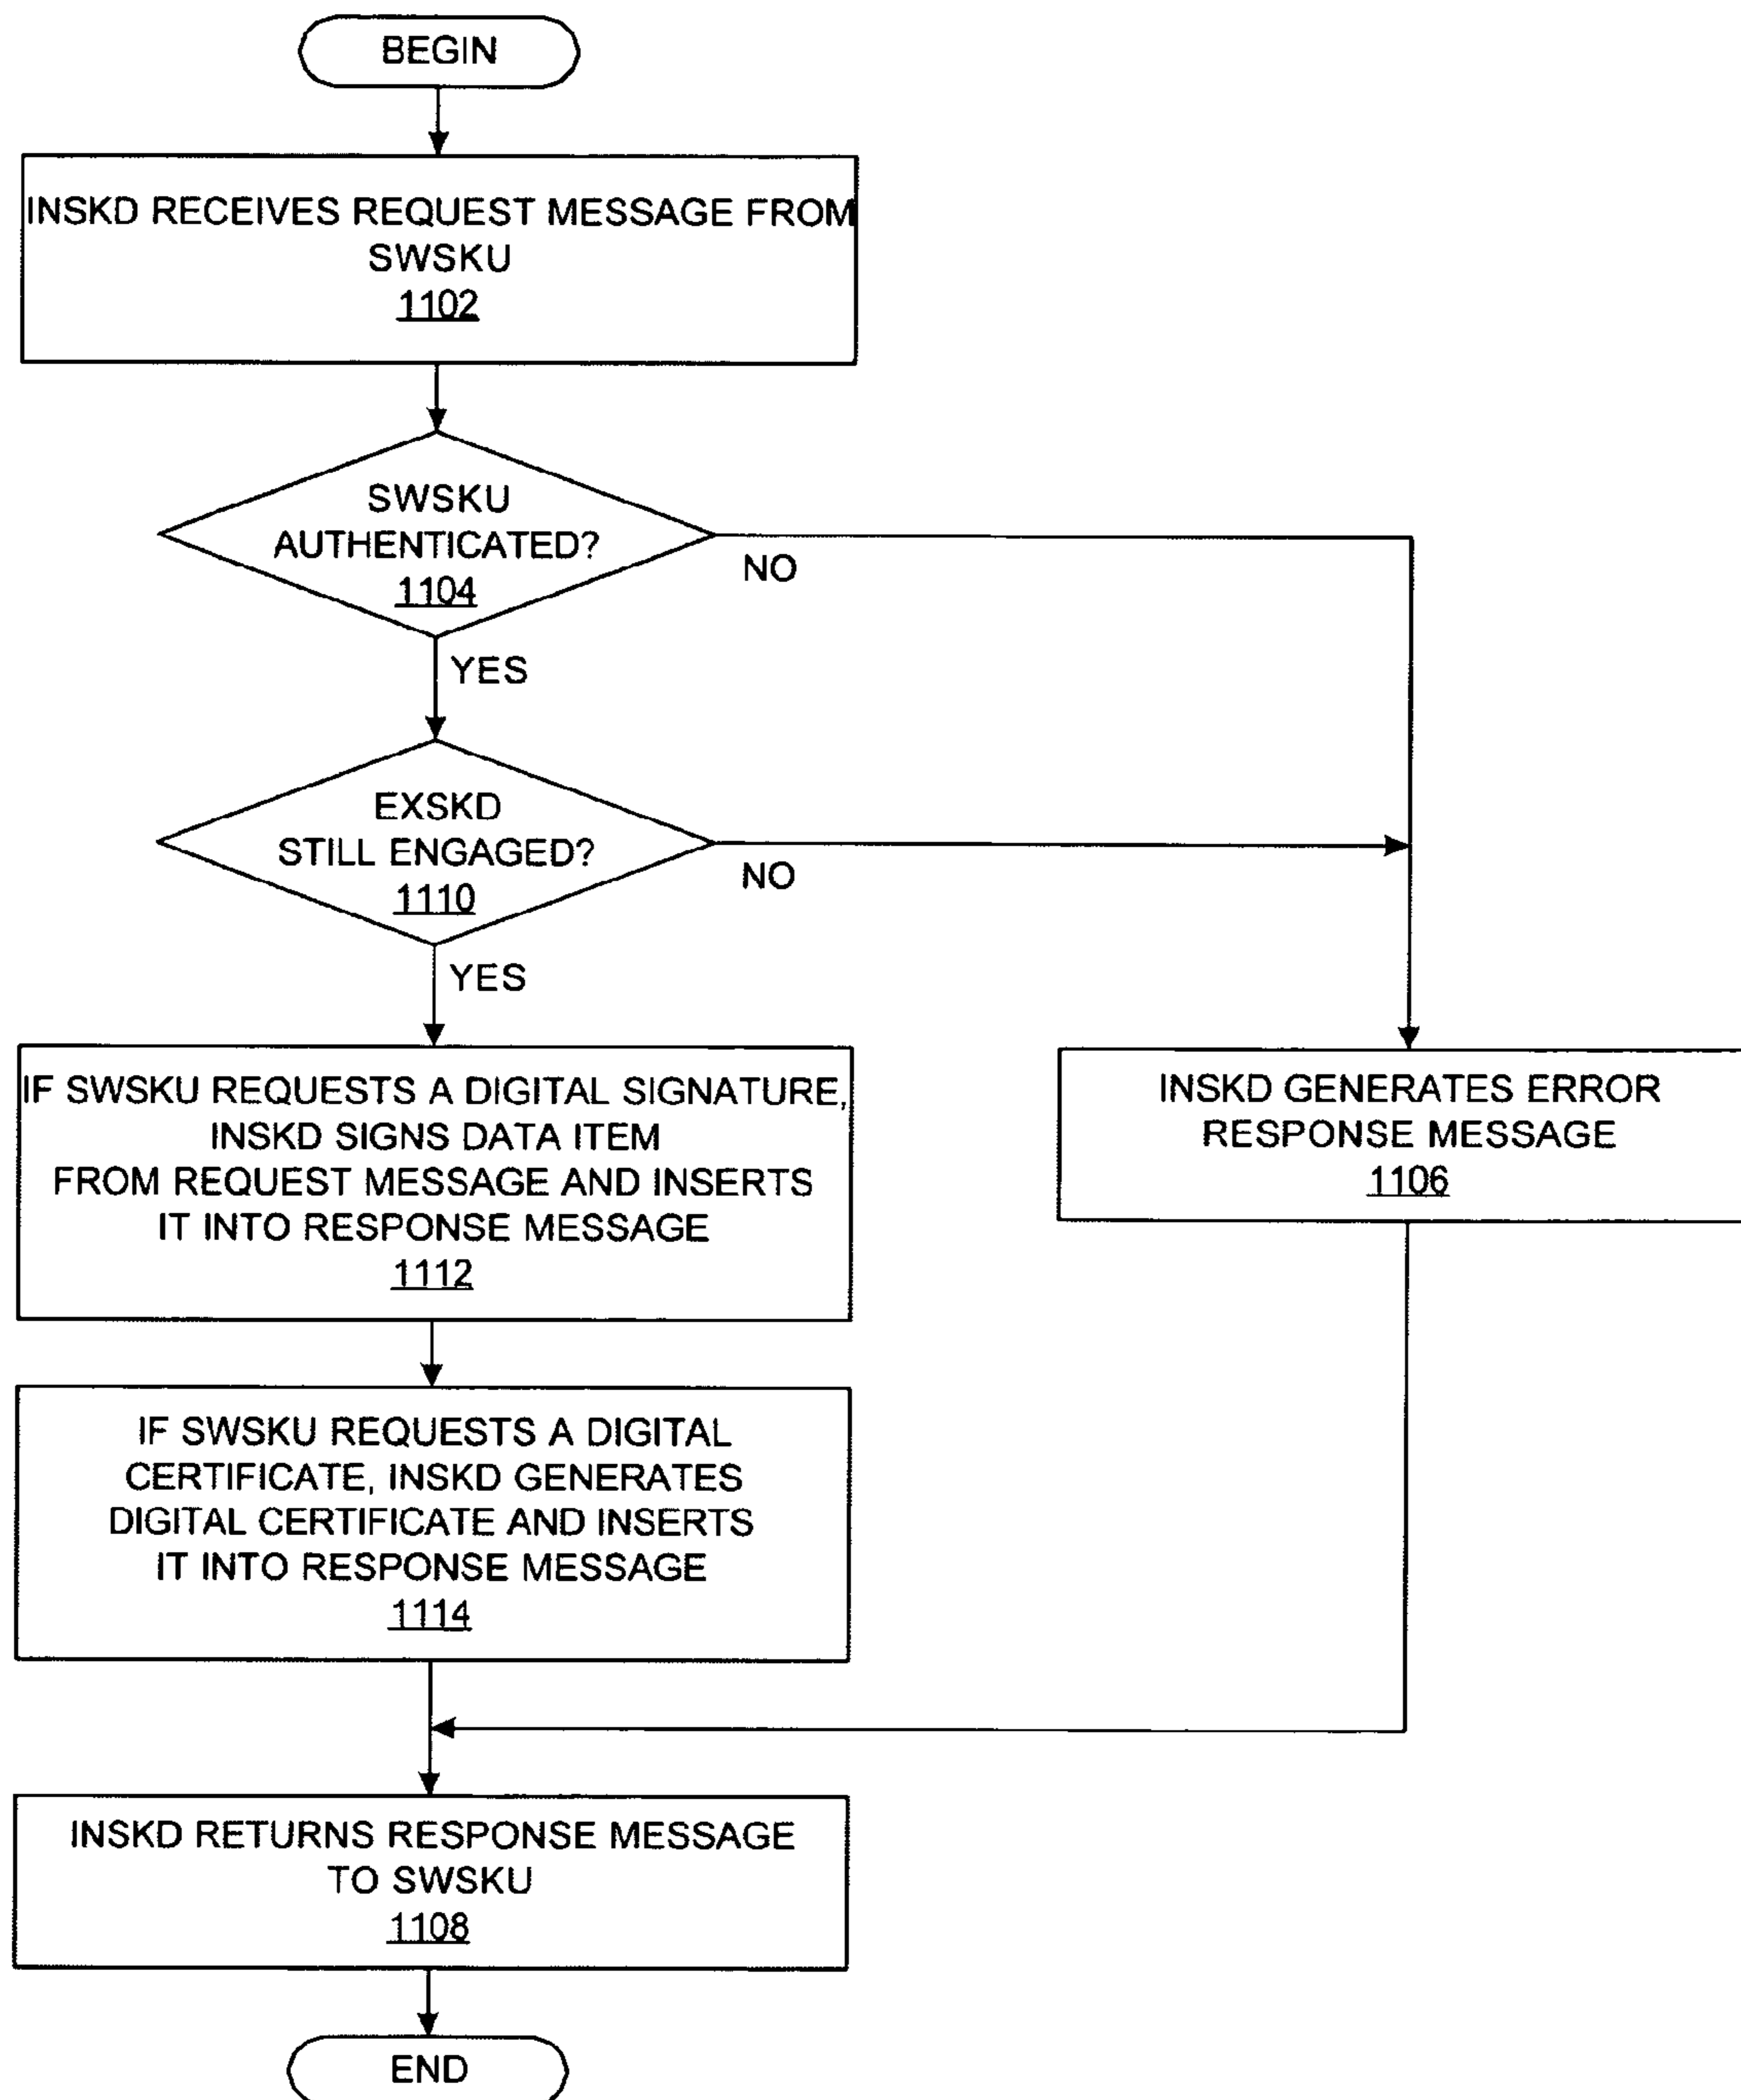 BEGIN
INSKD RECEIVES REQUEST MESSAGE FROM
SWSKU
1102
SWSKU
AUTHENTICATED?
1104
NO
YES
EXSKD
STILL ENGAGED?
1110
NO
YES
IF SWSKU REQUESTS A DIGITAL SIGNATURE,
INSKD SIGNS DATA ITEM
FROM REQUEST MESSAGE AND INSERTS
IT INTO RESPONSE MESSAGE
1112
INSKD GENERATES ERROR
RESPONSE MESSAGE
1106
IF SWSKU REQUESTS A DIGITAL
CERTIFICATE, INSKD GENERATES
DIGITAL CERTIFICATE AND INSERTS
IT INTO RESPONSE MESSAGE
1114
INSKD RETURNS RESPONSE MESSAGE
TO SWSKU
1108
END